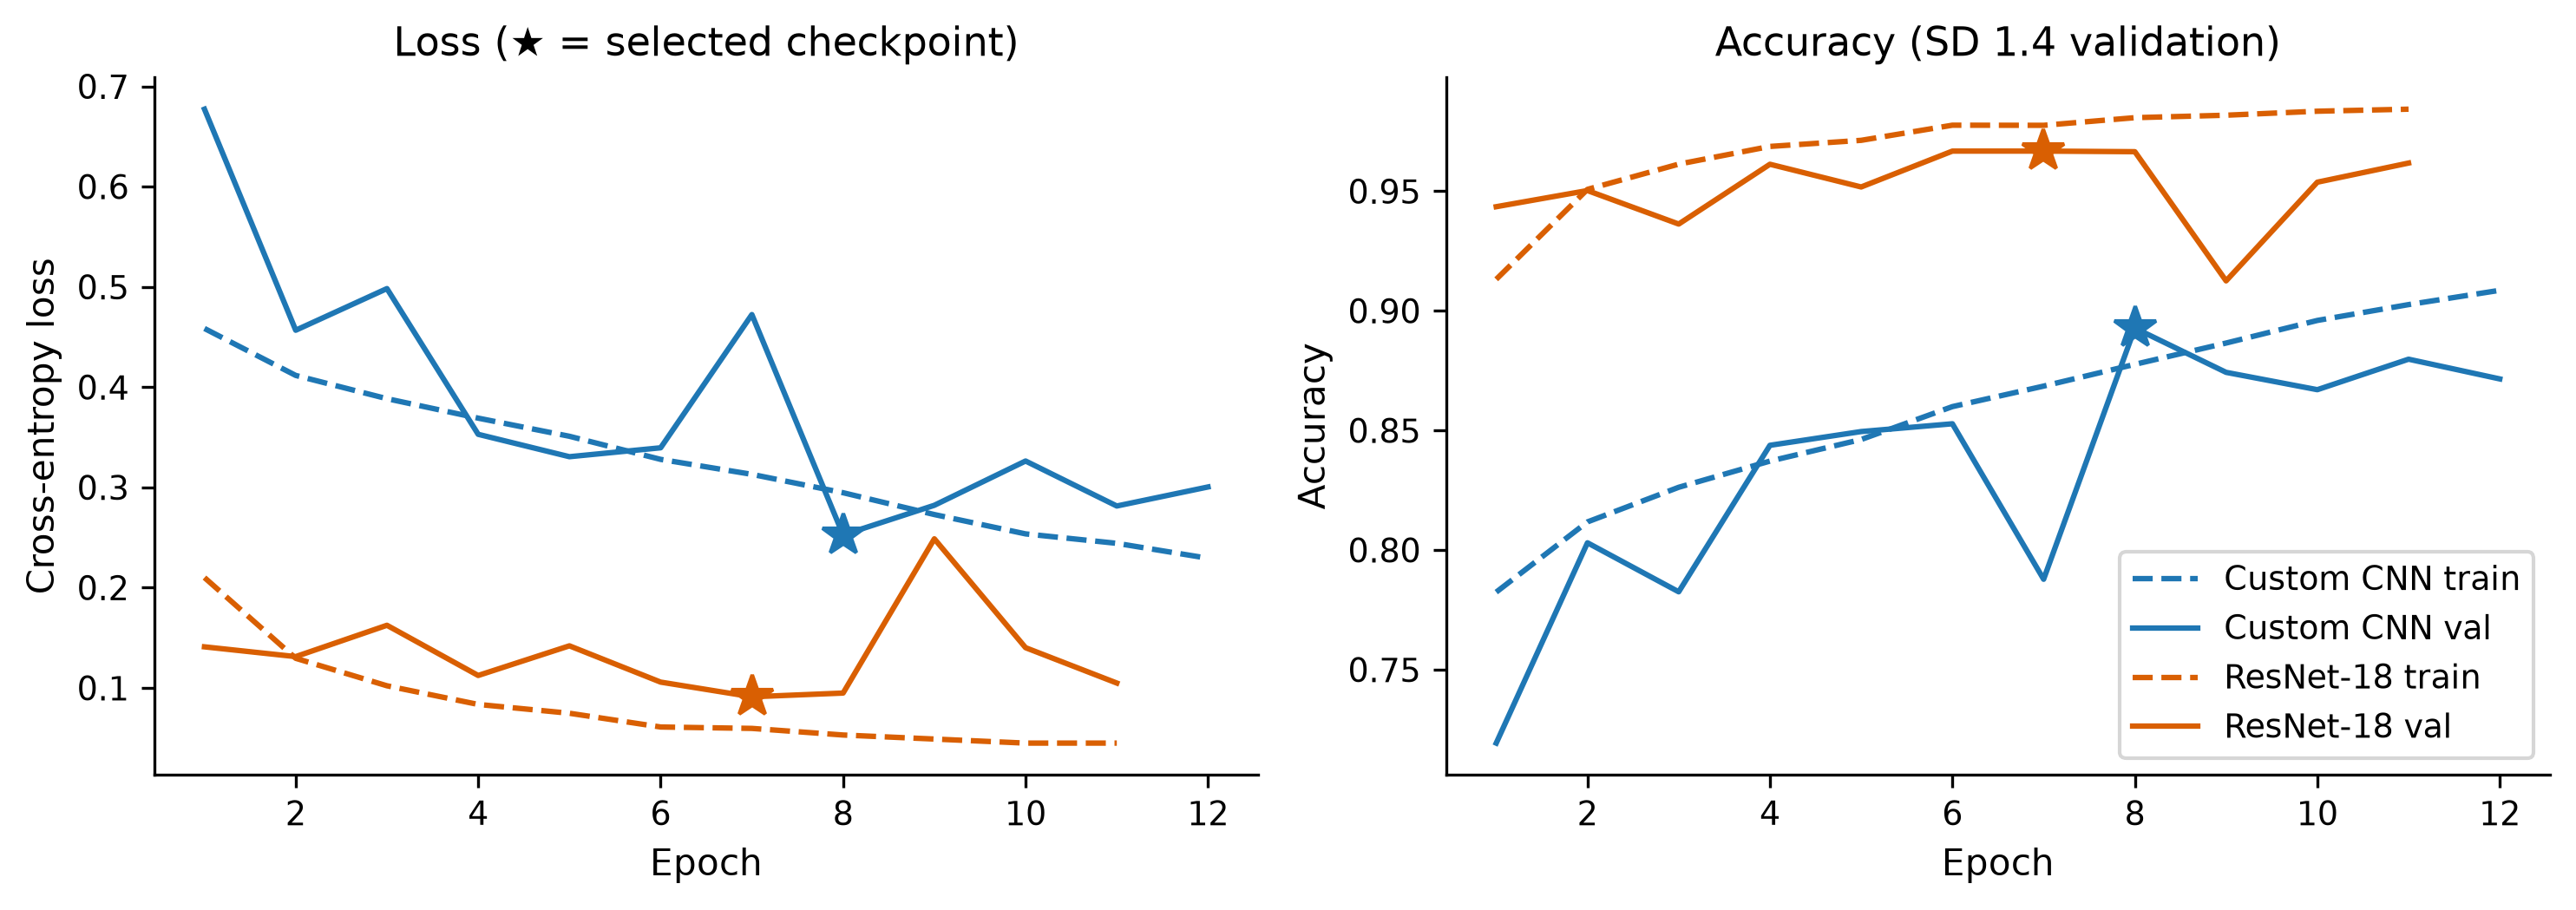 Loss (★ = selected checkpoint)
Cross-entropy loss
0.7
0.6
0.5
0.4
0.3
0.2
0.1
2 4 6 8 10 12
Epoch
Accuracy (SD 1.4 validation)
Accuracy
0.95
0.90
0.85
0.80
0.75
Custom CNN train
Custom CNN val
ResNet-18 train
ResNet-18 val
2 4 6 8 10 12
Epoch